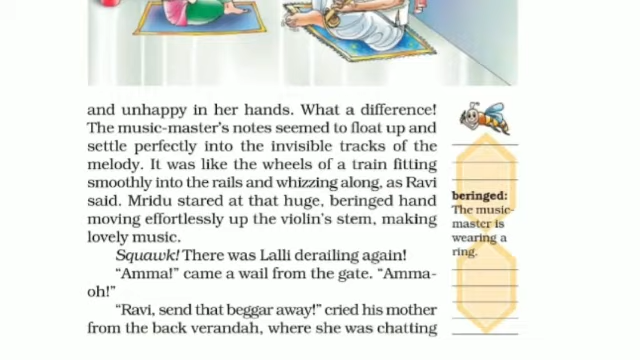 and unhappy in her hands. What a difference!
The music-master's notes seemed to float up and
settle perfectly into the invisible tracks of the
melody. It was like the wheels of a train fitting
smoothly into the rails and whizzing along, as Ravi
said. Mridu stared at that huge, beringed hand
moving effortlessly up the violin's stem, making
lovely music.
Squawk! There was Lalli derailing again!
"Amma!" came a wail from the gate. "Amma-
oh!"
"Ravi, send that beggar away!" cried his mother
from the back verandah, where she was chatting
beringed:
The music-
master is
wearing a
ring.